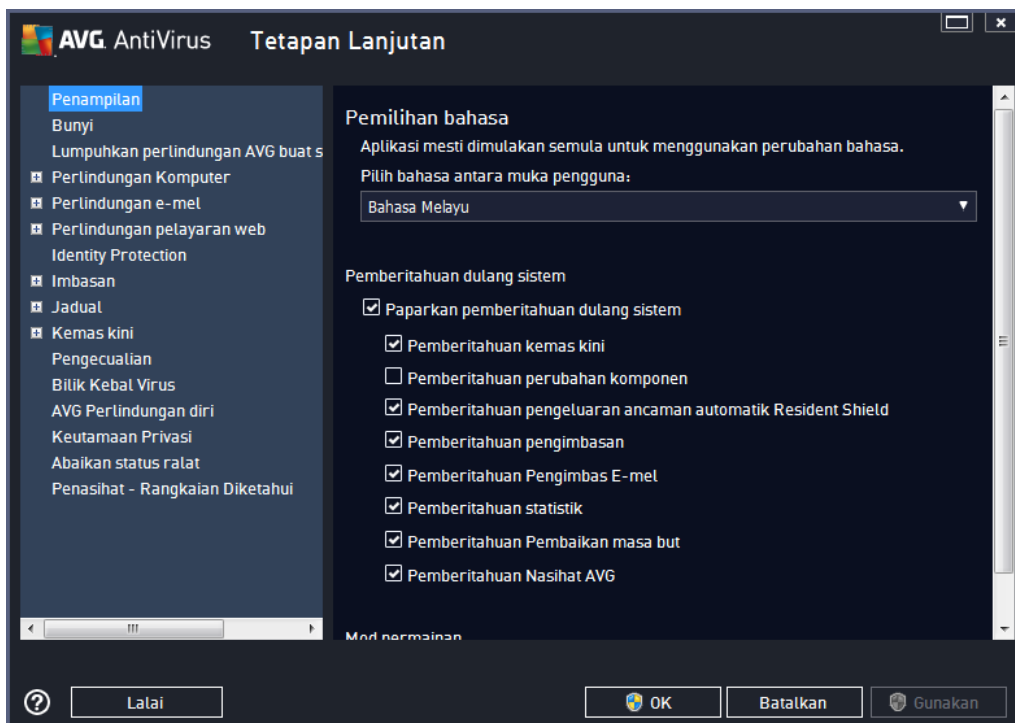 AVG AntiVirus Tetapan Lanjutan
Penampilan
Bunyi
Lumpuhkan perlindungan AVG buat s
Perlindungan Komputer
Perlindungan e-mel
Perlindungan pelayaran web
Identity Protection
Imbasan
Jadual
Kemas kini
Pengecualian
Bilik Kebal Virus
AVG Perlindungan diri
Keutamaan Privasi
Abaikan status ralat
Penasihat - Rangkaian Diketahui
Pemilihan bahasa
Aplikasi mesti dimulakan semula untuk menggunakan perubahan bahasa.
Pilih bahasa antara muka pengguna:
Bahasa Melayu
Pemberitahuan dulang sistem
Paparkan pemberitahuan dulang sistem
Pemberitahuan kemas kini
Pemberitahuan perubahan komponen
Pemberitahuan pengeluaran ancaman automatik Resident Shield
Pemberitahuan pengimbasan
Pemberitahuan Pengimbas E-mel
Pemberitahuan statistik
Pemberitahuan Pembaikan masa but
Pemberitahuan Nasihat AVG
Mod permainan
Lalai
OK
Batalkan
Gunakan